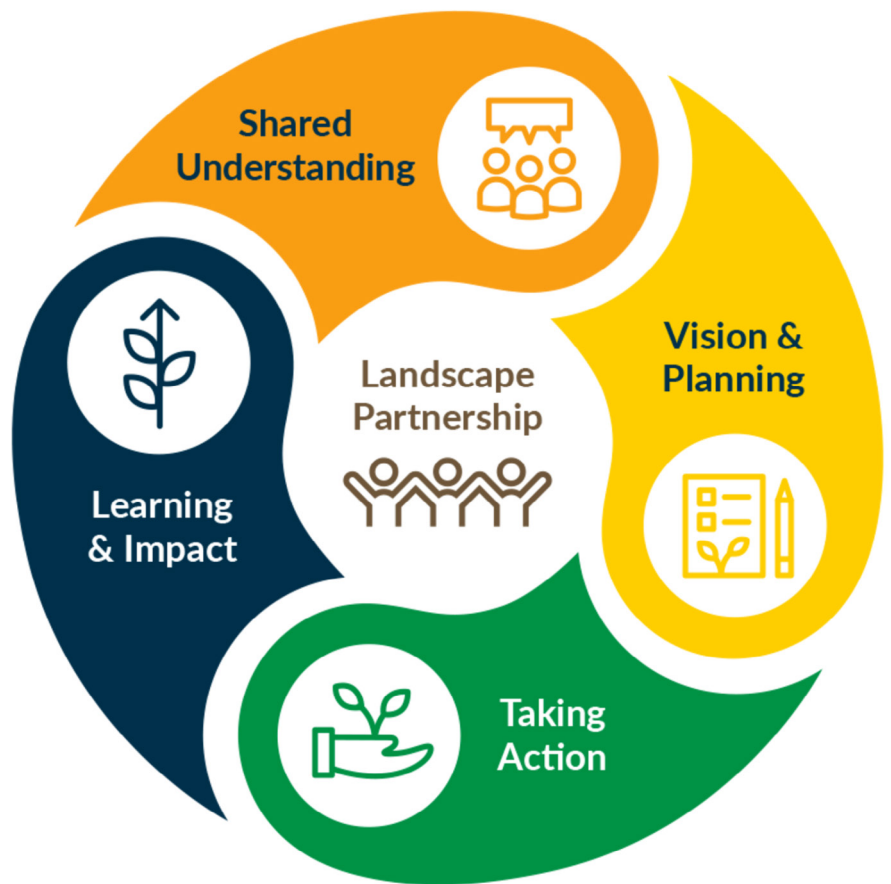 Shared
Understanding
Vision &
Planning
Landscape
Partnership
Learning
& Impact
Taking
Action